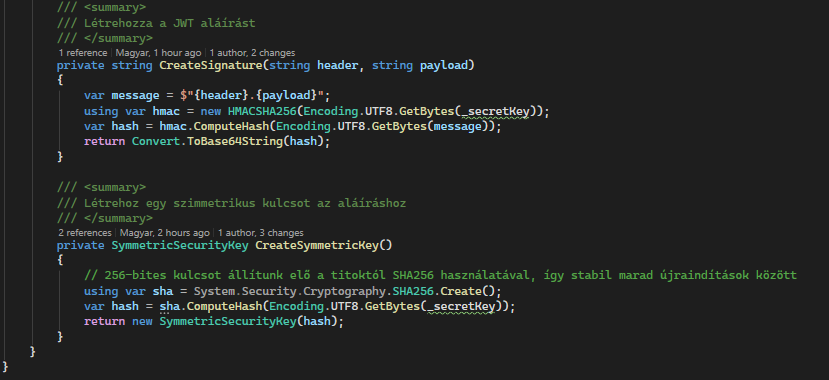 /// <summary>
/// Létrehozza a JWT aláírást
/// </summary>
1 reference | Magyar, 1 hour ago | 1 author, 2 changes
private string CreateSignature(string header, string payload)
{
var message = $"{header}.{payload}";
using var hmac = new HMACSHA256(Encoding.UTF8.GetBytes(_secretKey));
var hash = hmac.ComputeHash(Encoding.UTF8.GetBytes(message));
return Convert.ToBase64String(hash);
}
/// <summary>
/// Létrehoz egy szimmetrikus kulcsot az aláíráshoz
/// </summary>
2 references | Magyar, 2 hours ago | 1 author, 3 changes
private SymmetricSecurityKey CreateSymmetricKey()
{
// 256-bites kulcsot állítunk elő a titoktól SHA256 használatával, így stabil marad újraindítások között
using var sha = System.Security.Cryptography.SHA256.Create();
var hash = sha.ComputeHash(Encoding.UTF8.GetBytes(_secretKey));
return new SymmetricSecurityKey(hash);
}
}
}